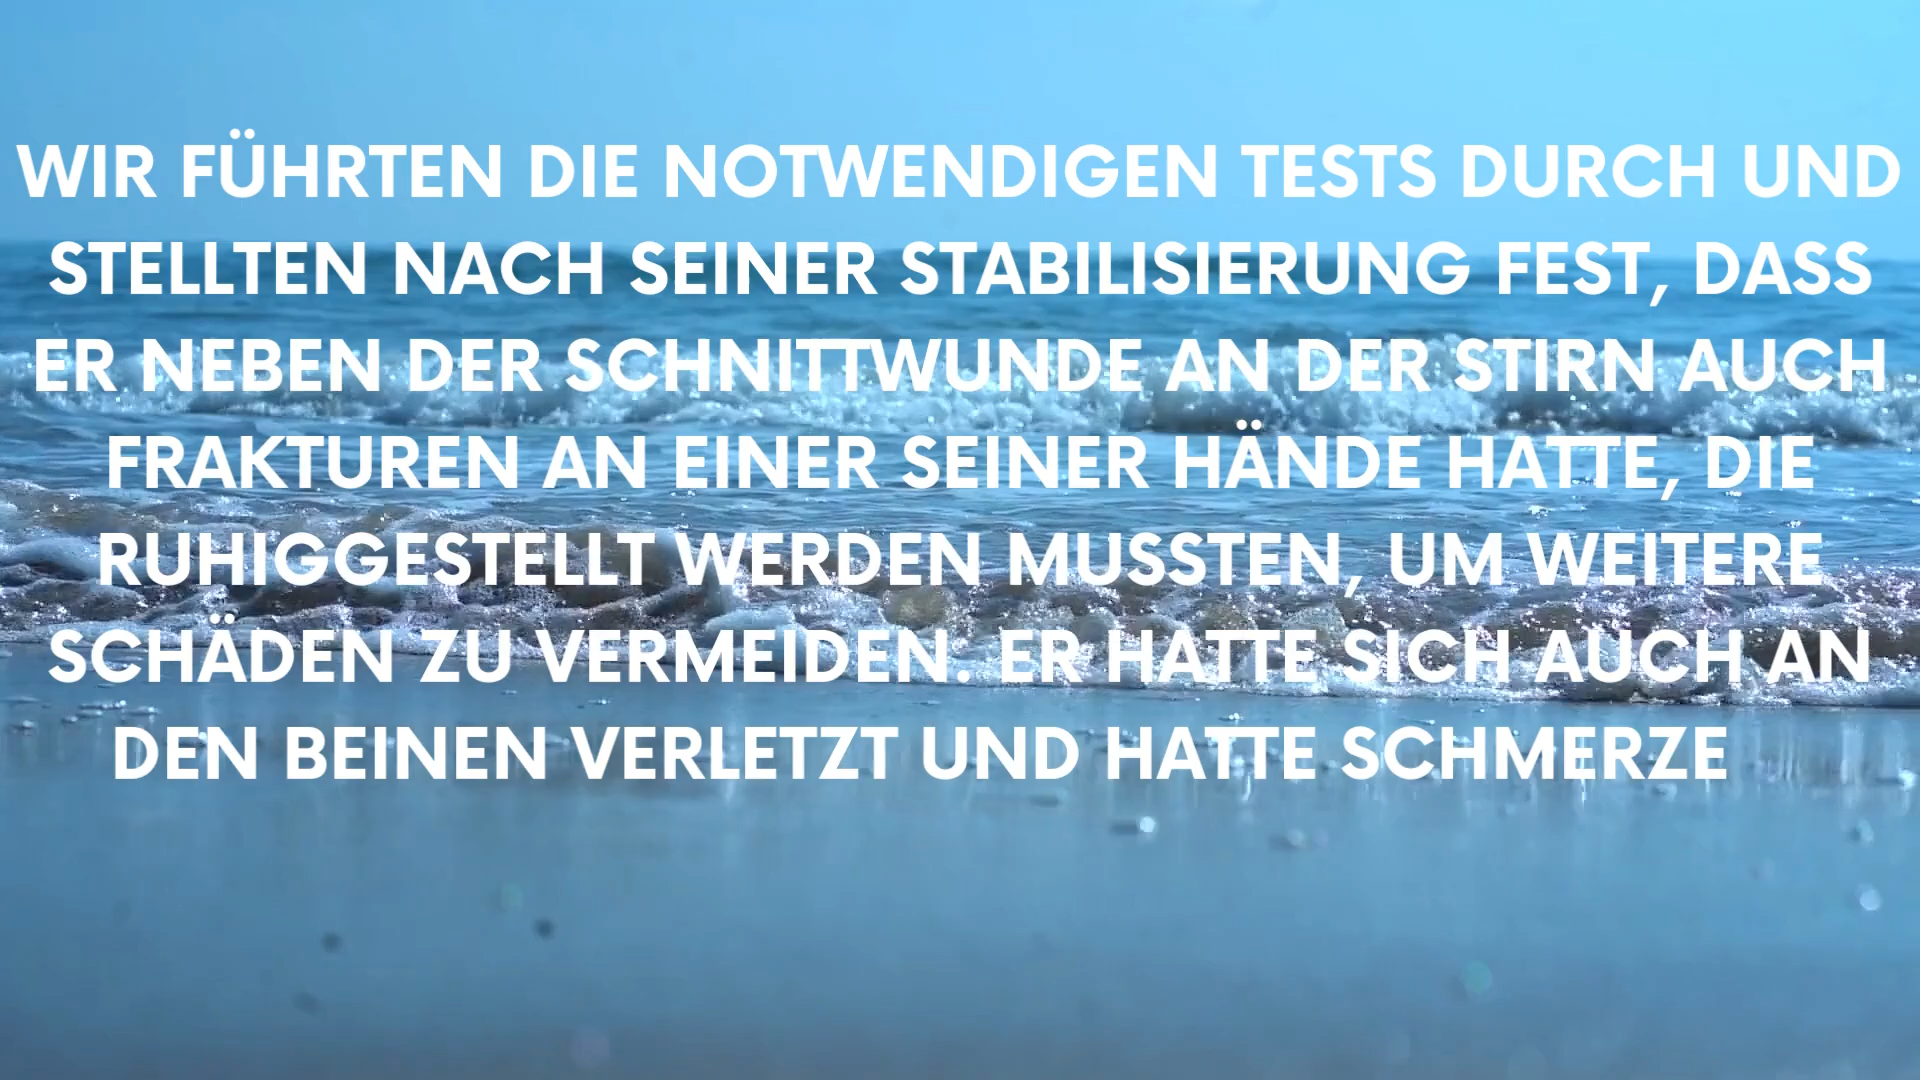 WIR FÜHRTEN DIE NOTWENDIGEN TESTS DURCH UND
STELLTEN NACH SEINER STABILISIERUNG FEST, DASS
ER NEBEN DER SCHNITTWUNDE AN DER STIRN AUCH
FRAKTUREN AN EINER SEINER HÄNDE HATTE, DIE
RUHIGGESTELLT WERDEN MUSSTEN, UM WEITERE
SCHÄDEN ZU VERMEIDEN. ER HATTE SICH AUCH AN
DEN BEINEN VERLETZT UND HATTE SCHMERZE